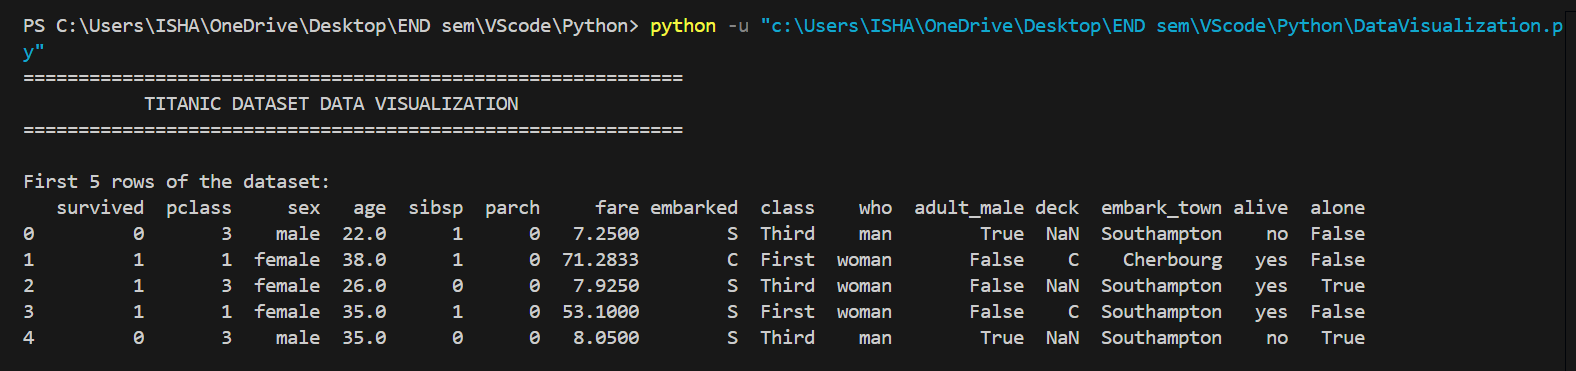 PS C:\Users\ISHA\OneDrive\Desktop\END sem\VScode\Python> python -u "c:\Users\ISHA\OneDrive\Desktop\END sem\VScode\Python\DataVisualization.p
y"
============================================================
           TITANIC DATASET DATA VISUALIZATION
============================================================

First 5 rows of the dataset:
   survived  pclass     sex   age  sibsp  parch     fare embarked  class    who  adult_male deck  embark_town alive  alone
0         0       3    male  22.0      1      0   7.2500        S  Third    man        True  NaN  Southampton    no  False
1         1       1  female  38.0      1      0  71.2833        C  First  woman       False    C    Cherbourg   yes  False
2         1       3  female  26.0      0      0   7.9250        S  Third  woman       False  NaN  Southampton   yes   True
3         1       1  female  35.0      1      0  53.1000        S  First  woman       False    C  Southampton   yes  False
4         0       3    male  35.0      0      0   8.0500        S  Third    man        True  NaN  Southampton    no   True